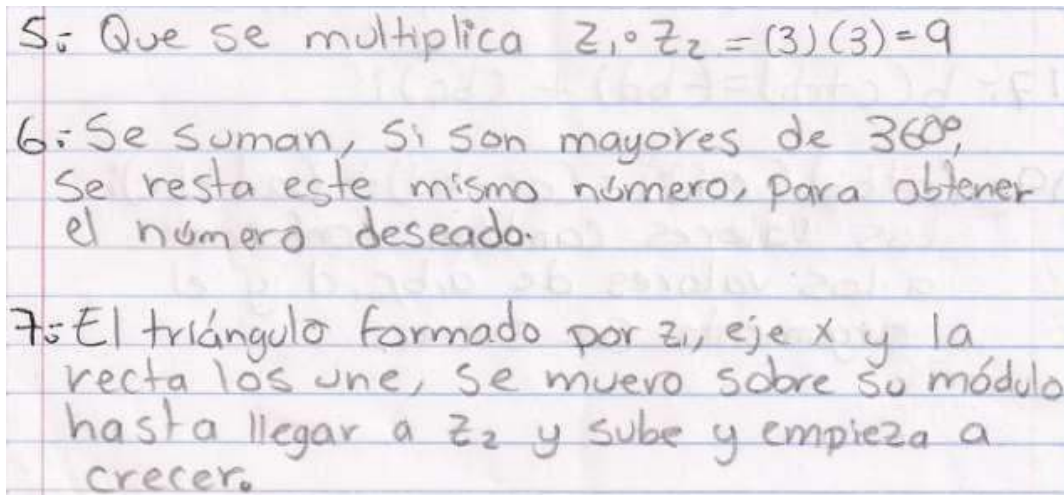 5: Que se multiplica z₁∘z₂ = (3)(3)=9
6: Se suman, si son mayores de 360°,
se resta este mismo número, para obtener
el número deseado.
7: El triángulo formado por z₁, eje x y la
recta los une, se muevo sobre su módulo
hasta llegar a z₂ y sube y empieza a
crecer.